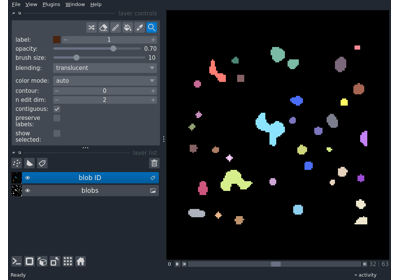 File View Plugins Window Help
layer controls
label: 1
opacity: 0.70
brush size: 10
blending: translucent
color mode: auto
contour: 0
n edit dim: 2
contiguous:
preserve
labels:
show
selected:
layer list
blob ID
blobs
32 63
Ready
activity